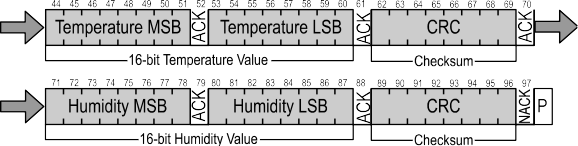 44 45 46 47 48 49 50 51 52 53 54 55 56 57 58 59 60 61 62 63 64 65 66 67 68 69 70
Temperature MSB ACK Temperature LSB ACK CRC ACK
16-bit Temperature Value Checksum
71 72 73 74 75 76 77 78 79 80 81 82 83 84 85 86 87 88 89 90 91 92 93 94 95 96 97
Humidity MSB ACK Humidity LSB ACK CRC NACK P
16-bit Humidity Value Checksum